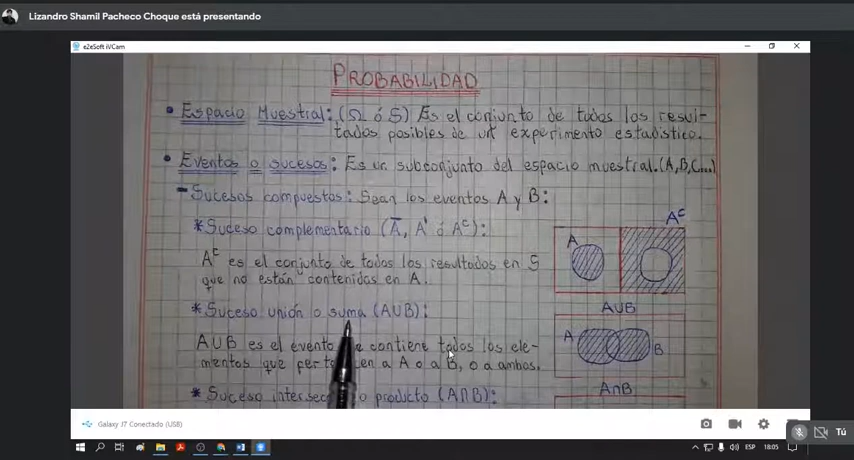 Lizandro Shamil Pacheco Choque está presentando
e2eSoft iVCam
PROBABILIDAD
• Espacio Muestral: (Ω ó S) Es el conjunto de todos los resul-
tados posibles de un experimento estadístico.
• Eventos o sucesos: Es un subconjunto del espacio muestral. (A, B, C...)
- Sucesos compuestos: Sean los eventos A y B:
* Suceso complementario (A̅, A' ó Aᶜ):
Aᶜ es el conjunto de todos los resultados en S
que no están contenidos en A.
A
Aᶜ
* Suceso unión o suma (A∪B):
A∪B es el evento que contiene todos los ele-
mentos que pertenecen a A o a B, o a ambos.
A∪B
A
B
* Suceso intersec o producto (A∩B):
A∩B
Galaxy J7 Conectado (USB)
Tú
ESP
18:05